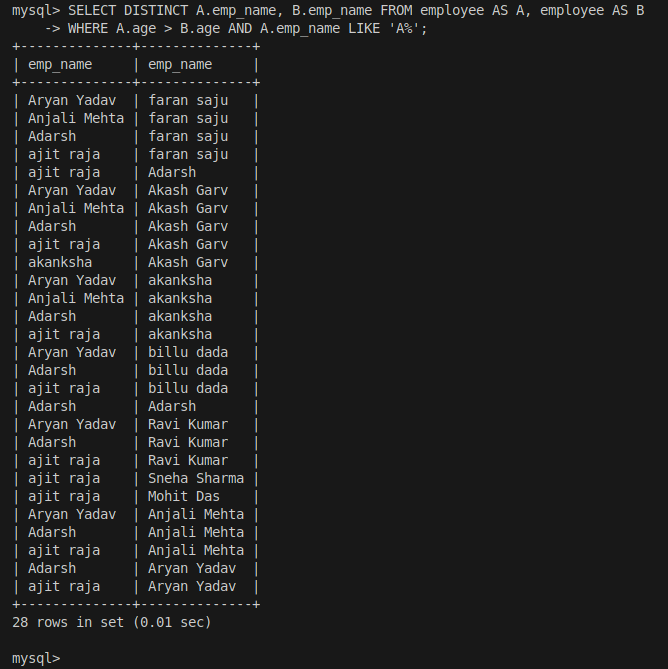 mysql> SELECT DISTINCT A.emp_name, B.emp_name FROM employee AS A, employee AS B
    -> WHERE A.age > B.age AND A.emp_name LIKE 'A%';
+--------------+--------------+
| emp_name     | emp_name     |
+--------------+--------------+
| Aryan Yadav  | faran saju   |
| Anjali Mehta | faran saju   |
| Adarsh       | faran saju   |
| ajit raja    | faran saju   |
| ajit raja    | Adarsh       |
| Aryan Yadav  | Akash Garv   |
| Anjali Mehta | Akash Garv   |
| Adarsh       | Akash Garv   |
| ajit raja    | Akash Garv   |
| akanksha     | Akash Garv   |
| Aryan Yadav  | akanksha     |
| Anjali Mehta | akanksha     |
| Adarsh       | akanksha     |
| ajit raja    | akanksha     |
| Aryan Yadav  | billu dada   |
| Adarsh       | billu dada   |
| ajit raja    | billu dada   |
| Adarsh       | Adarsh       |
| Aryan Yadav  | Ravi Kumar   |
| Adarsh       | Ravi Kumar   |
| ajit raja    | Ravi Kumar   |
| ajit raja    | Sneha Sharma |
| ajit raja    | Mohit Das    |
| Aryan Yadav  | Anjali Mehta |
| Adarsh       | Anjali Mehta |
| ajit raja    | Anjali Mehta |
| Adarsh       | Aryan Yadav  |
| ajit raja    | Aryan Yadav  |
+--------------+--------------+
28 rows in set (0.01 sec)
mysql>